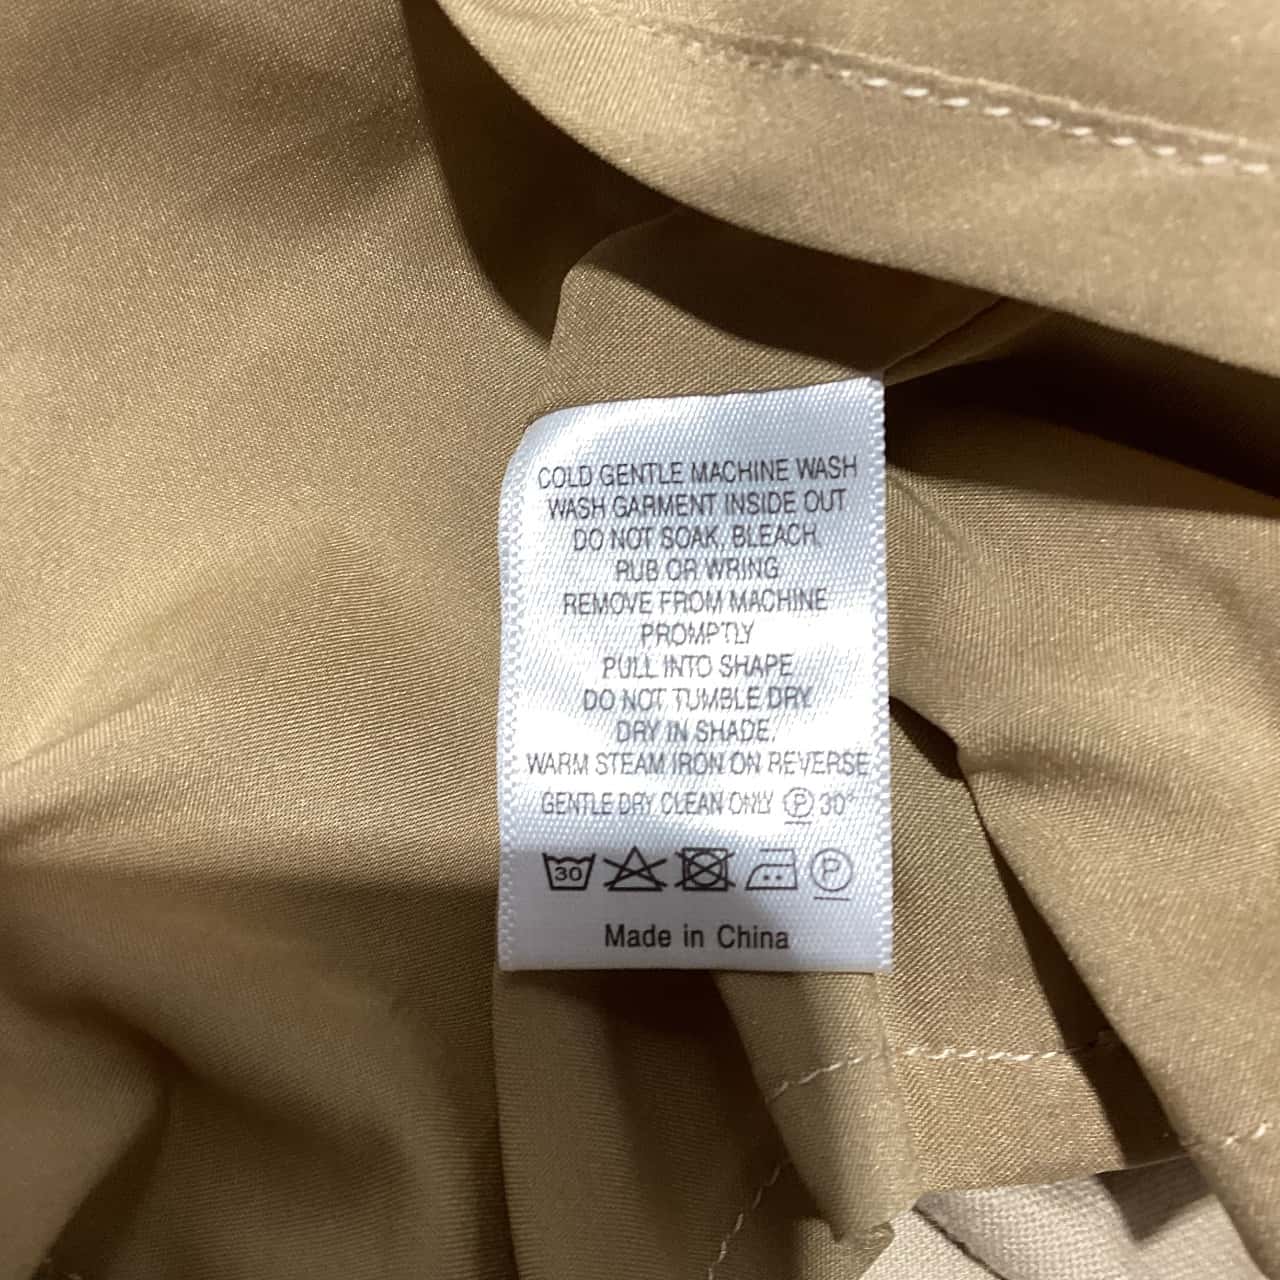 COLD GENTLE MACHINE WASH
WASH GARMENT INSIDE OUT
DO NOT SOAK, BLEACH,
RUB OR WRING
REMOVE FROM MACHINE
PROMPTLY
PULL INTO SHAPE
DO NOT TUMBLE DRY
DRY IN SHADE,
WARM STEAM IRON ON REVERSE
GENTLE DRY CLEAN ONLY Ⓟ 30°
30 Ⓟ
Made in China